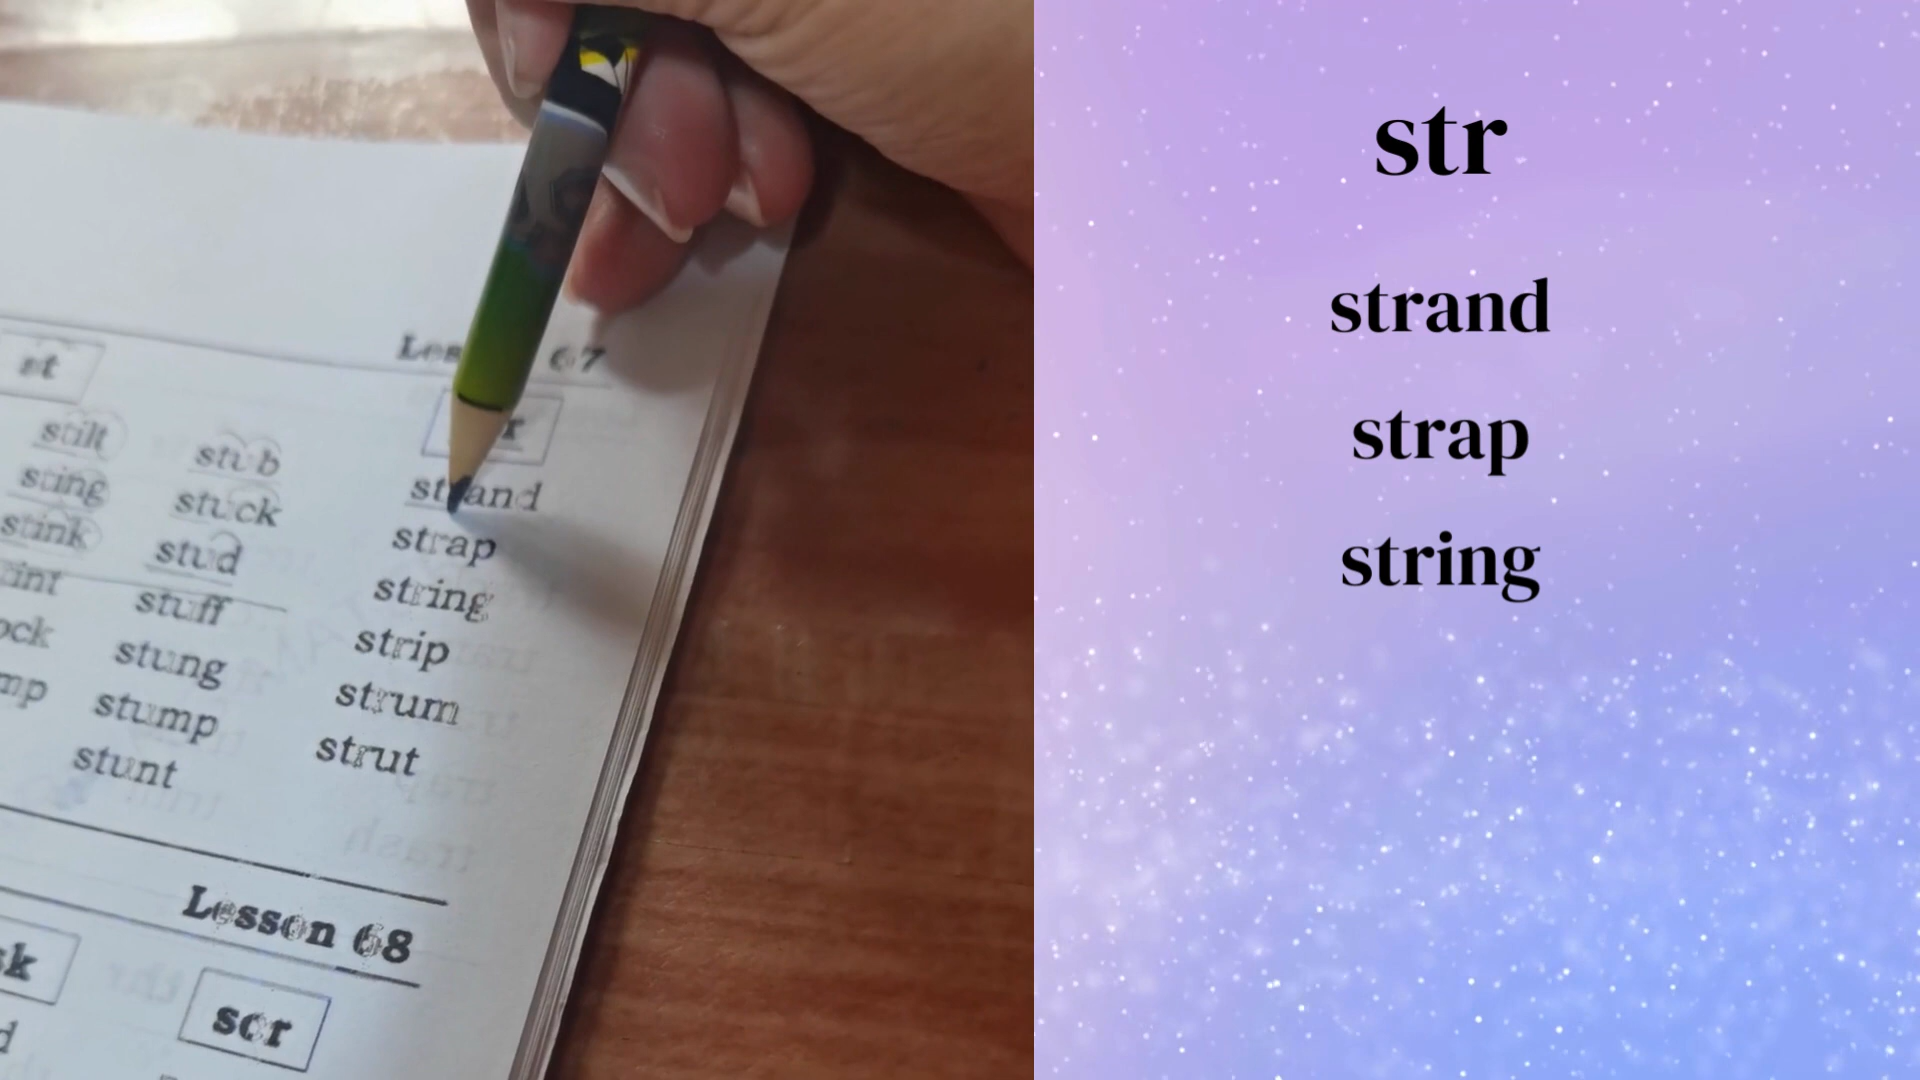 Lesson 67
st
stilt
sting
stink
stub
stuck
stud
stuff
stung
stump
stunt
strand
strap
string
strip
strum
strut
Lesson 68
scr
str
strand
strap
string